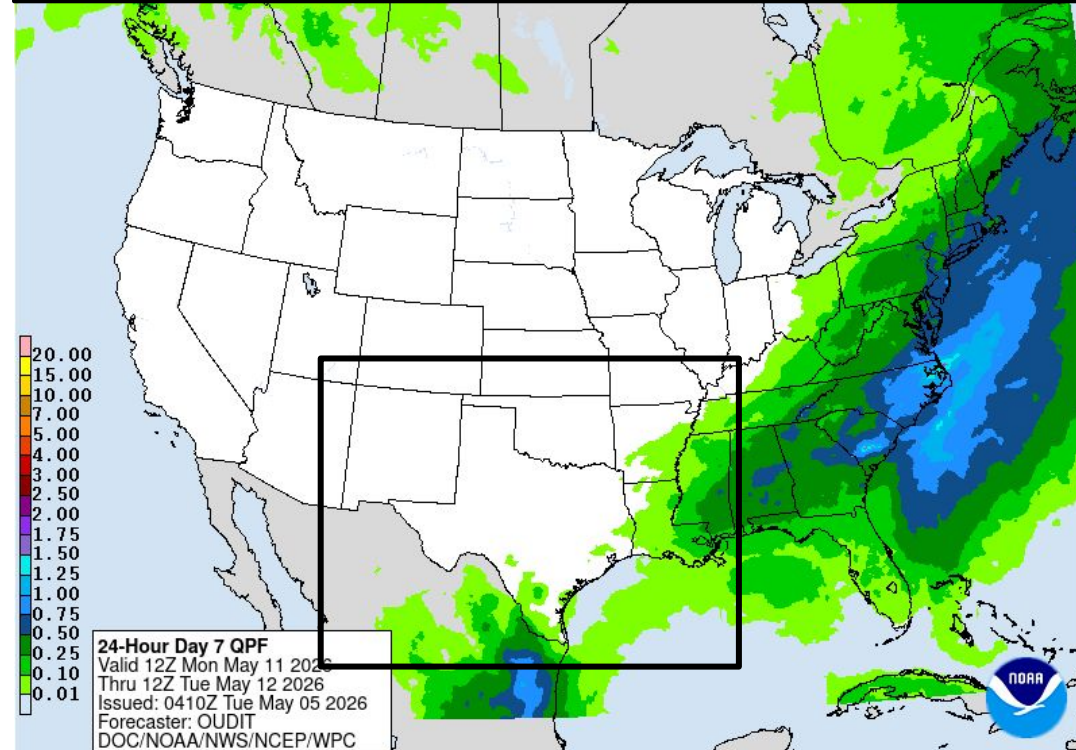 20.00
15.00
10.00
7.00
5.00
4.00
3.00
2.50
2.00
1.75
1.50
1.25
1.00
0.75
0.50
0.25
0.10
0.01
24-Hour Day 7 QPF
Valid 12Z Mon May 11 2026
Thru 12Z Tue May 12 2026
Issued: 0410Z Tue May 05 2026
Forecaster: OUDIT
DOC/NOAA/NWS/NCEP/WPC
NOAA